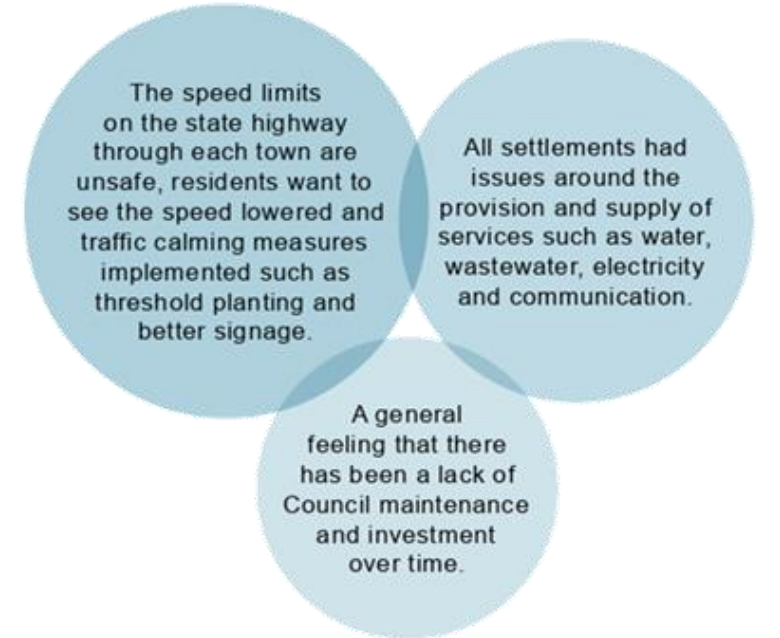 The speed limits
on the state highway
through each town are
unsafe, residents want to
see the speed lowered and
traffic calming measures
implemented such as
threshold planting and
better signage.
All settlements had
issues around the
provision and supply of
services such as water,
wastewater, electricity
and communication.
A general
feeling that there
has been a lack of
Council maintenance
and investment
over time.